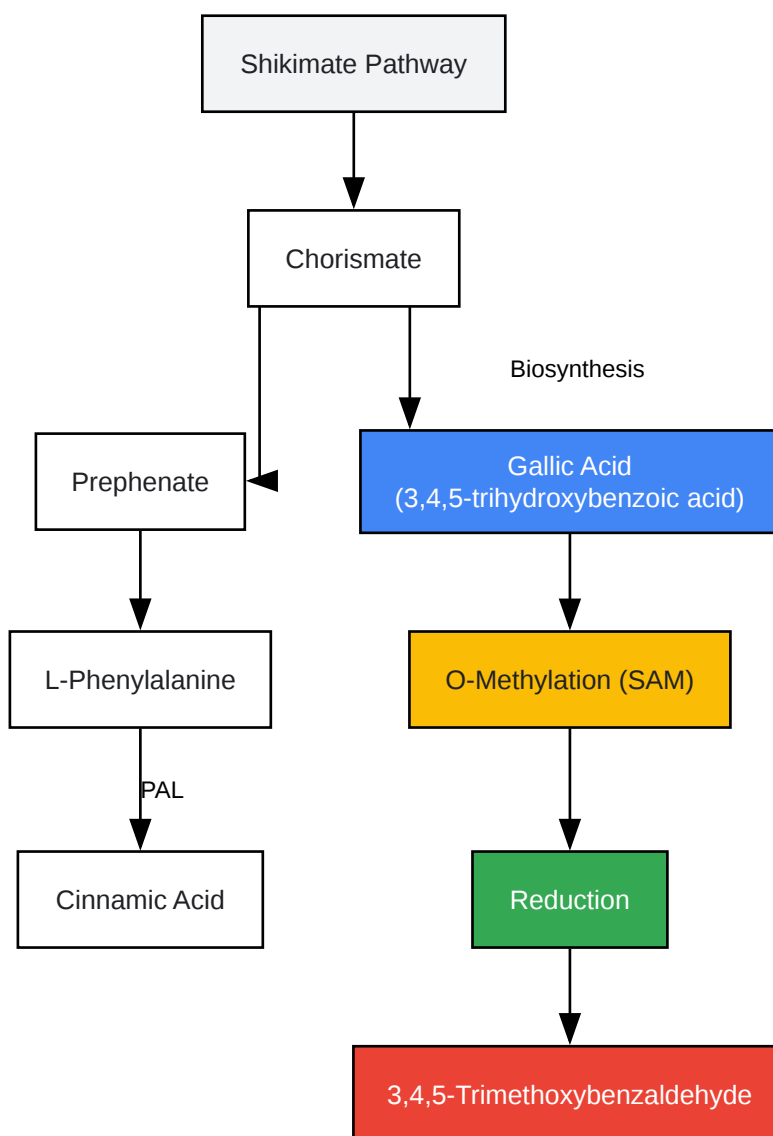 Shikimate Pathway
Chorismate
Biosynthesis
Prephenate
Gallic Acid
(3,4,5-trihydroxybenzoic acid)
L-Phenylalanine
O-Methylation (SAM)
PAL
Cinnamic Acid
Reduction
3,4,5-Trimethoxybenzaldehyde